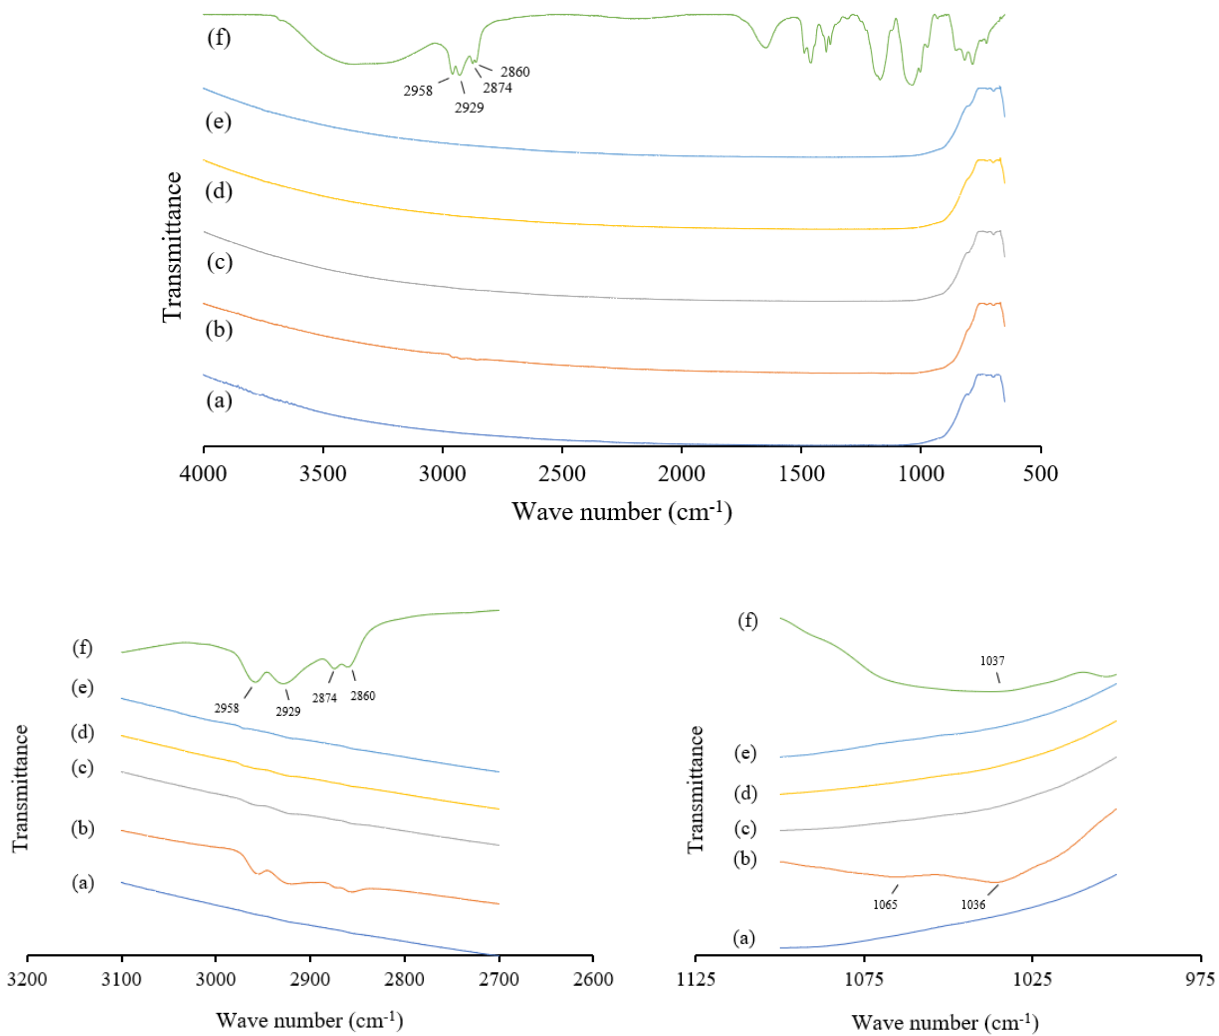 (f)
2958
2929
2874
2860
(e)
(d)
(c)
(b)
(a)
Transmittance
4000 3500 3000 2500 2000 1500 1000 500
Wave number (cm-1)
(f)
2958
2929
2874
2860
(e)
(d)
(c)
(b)
(a)
Transmittance
3200 3100 3000 2900 2800 2700 2600
Wave number (cm-1)
(f)
1037
(e)
(d)
(c)
(b)
1065
1036
(a)
Transmittance
1125 1075 1025 975
Wave number (cm-1)